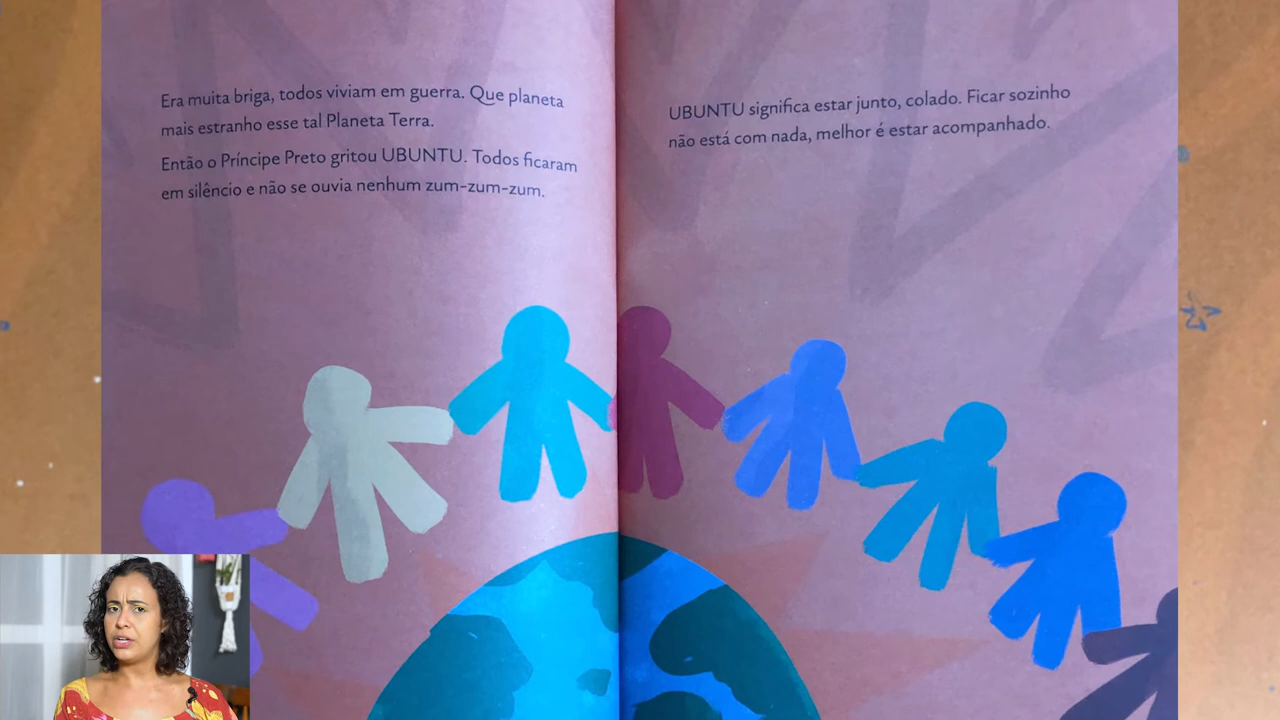 Era muita briga, todos viviam em guerra. Que planeta
mais estranho esse tal Planeta Terra.
Então o Príncipe Preto gritou UBUNTU. Todos ficaram
em silêncio e não se ouvia nenhum zum-zum-zum.
UBUNTU significa estar junto, colado. Ficar sozinho
não está com nada, melhor é estar acompanhado.